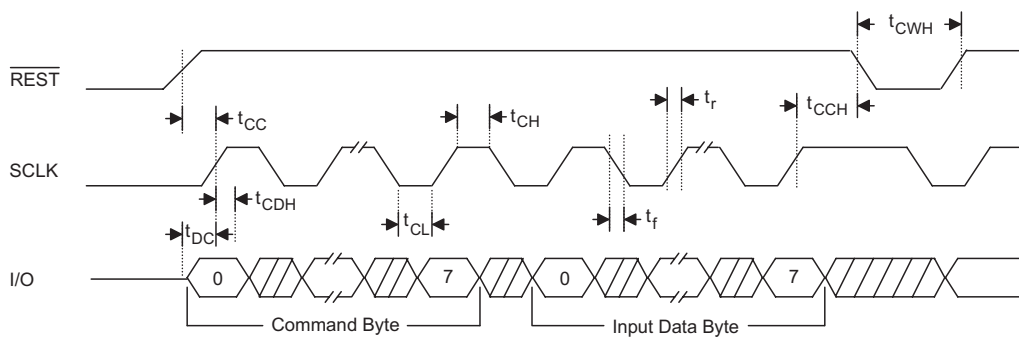 t_CWH
REST
t_r
t_CCH
t_CC
t_CH
SCLK
t_CDH
t_DC
t_CL
t_f
I/O
0
7
0
7
Command Byte
Input Data Byte